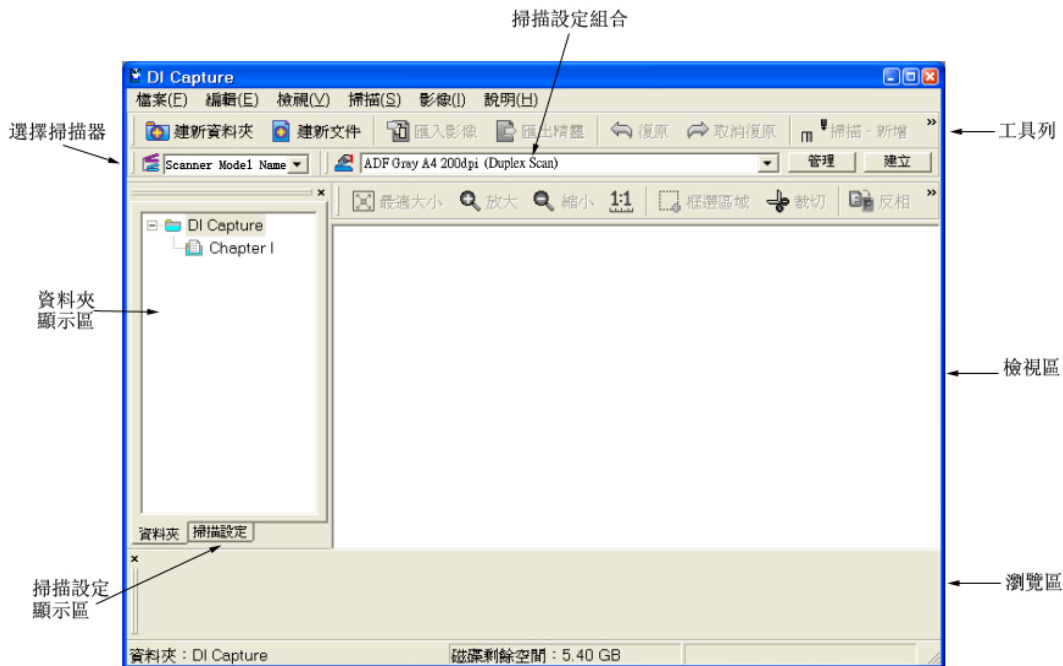 掃描設定組合
DI Capture
檔案(F) 編輯(E) 檢視(V) 掃描(S) 影像(I) 說明(H)
選擇掃描器
建新資料夾 建新文件 匯入影像 匯出精靈 復原 取消復原 m 掃描 - 新增 »
工具列
Scanner Model Name ADF Gray A4 200dpi (Duplex Scan) 管理 建立
最適大小 放大 縮小 1:1 框選區域 裁切 反相 »
DI Capture
Chapter I
資料夾
顯示區
檢視區
資料夾 掃描設定
掃描設定
顯示區
瀏覽區
資料夾：DI Capture 磁碟剩餘空間：5.40 GB